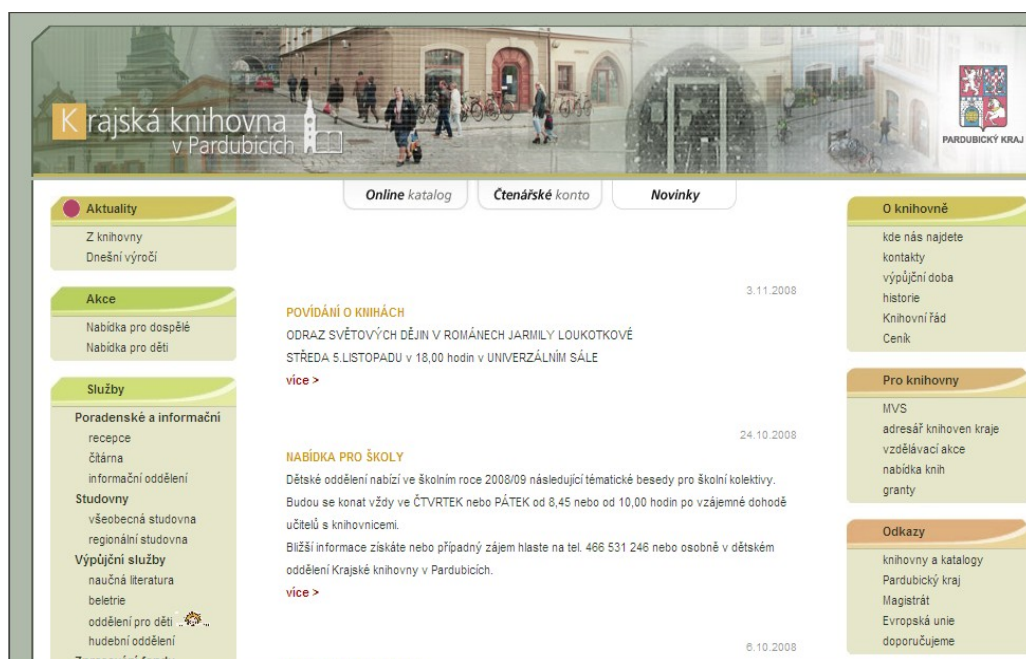 Krajská knihovna
v Pardubicích
PARDUBICKÝ KRAJ
Online katalog
Čtenářské konto
Novinky
Aktuality
Z knihovny
Dnešní výročí
Akce
Nabídka pro dospělé
Nabídka pro děti
Služby
Poradenské a informační
recepce
čítárna
informační oddělení
Studovny
všeobecná studovna
regionální studovna
Výpůjční služby
naučná literatura
beletrie
oddělení pro děti
hudební oddělení
3.11.2008
POVÍDÁNÍ O KNIHÁCH
ODRAZ SVĚTOVÝCH DĚJIN V ROMÁNECH JARMILY LOUKOTKOVÉ
STŘEDA 5.LISTOPADU v 18,00 hodin v UNIVERZÁLNÍM SÁLE
více >
24.10.2008
NABÍDKA PRO ŠKOLY
Dětské oddělení nabízí ve školním roce 2008/09 následující tématické besedy pro školní kolektivy.
Budou se konat vždy ve ČTVRTEK nebo PÁTEK od 8,45 nebo od 10,00 hodin po vzájemné dohodě
učitelů s knihovnicemi.
Bližší informace získáte nebo případný zájem hlaste na tel. 466 531 246 nebo osobně v dětském
oddělení Krajské knihovny v Pardubicích.
více >
6.10.2008
O knihovně
kde nás najdete
kontakty
výpůjční doba
historie
Knihovní řád
Ceník
Pro knihovny
MVS
adresář knihoven kraje
vzdělávací akce
nabídka knih
granty
Odkazy
knihovny a katalogy
Pardubický kraj
Magistrát
Evropská unie
doporučujeme